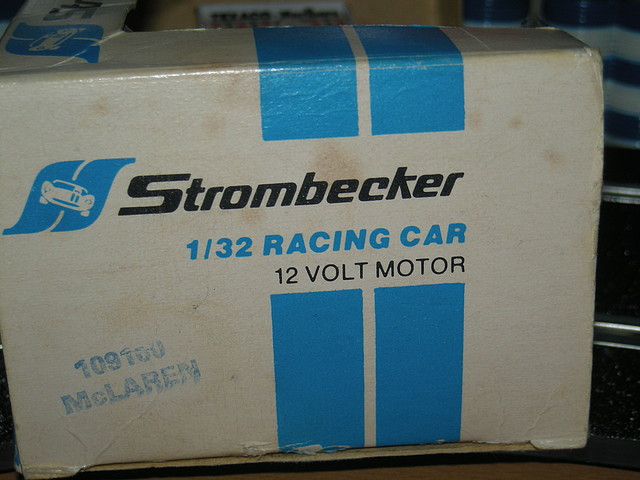 Strombecker
1/32 RACING CAR
12 VOLT MOTOR
McLAREN